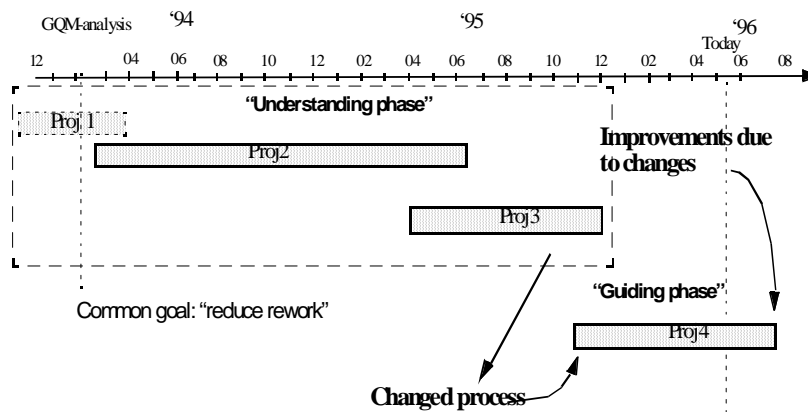 GQM-analysis '94 '95 '96
Today
12 04 06 08 10 12 02 04 06 08 10 12 02 04 06 08
"Understanding phase"
Proj 1
Proj2
Improvements due
to changes
Proj3
"Guiding phase"
Common goal: "reduce rework"
Proj4
Changed process